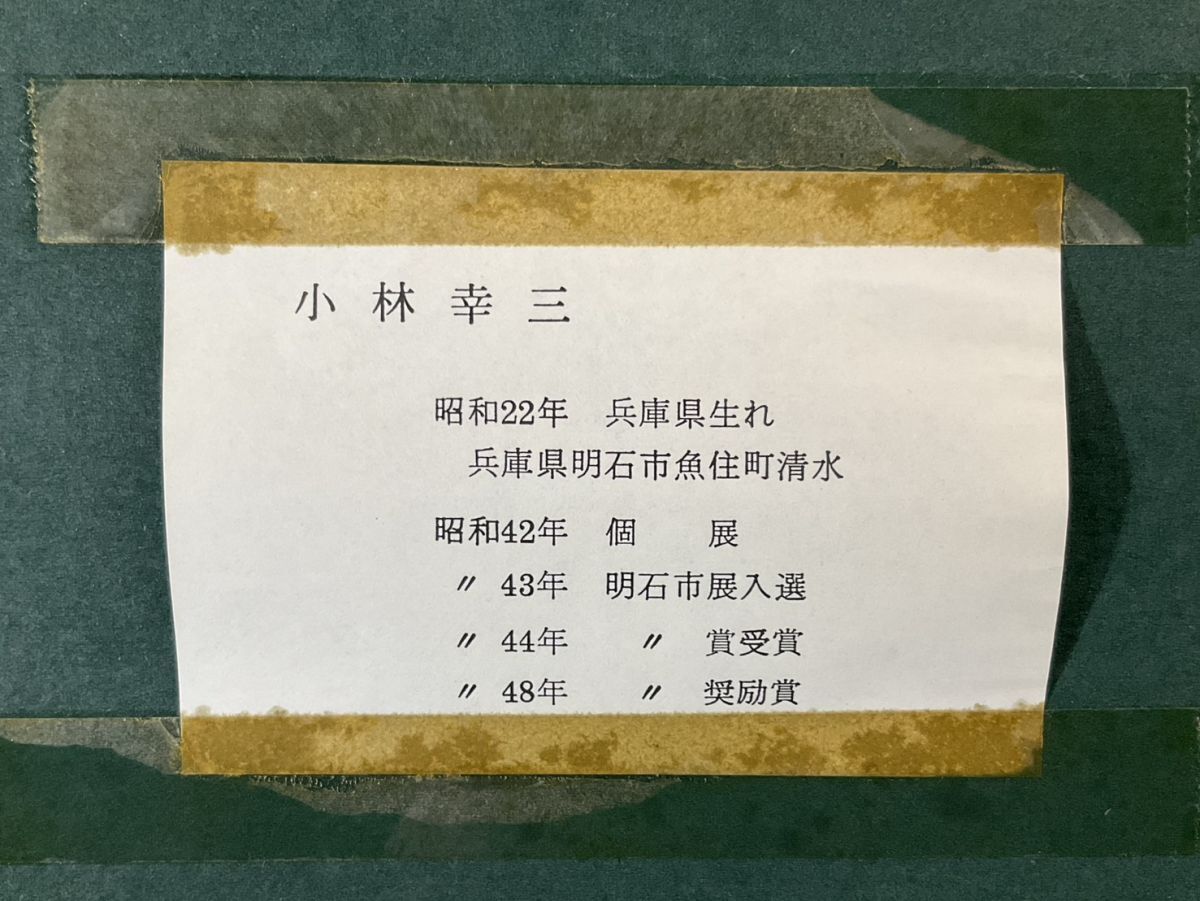 小林幸三
昭和22年 兵庫県生れ
兵庫県明石市魚住町清水
昭和42年 個 展
〃 43年 明石市展入選
〃 44年 〃 賞受賞
〃 48年 〃 奨励賞